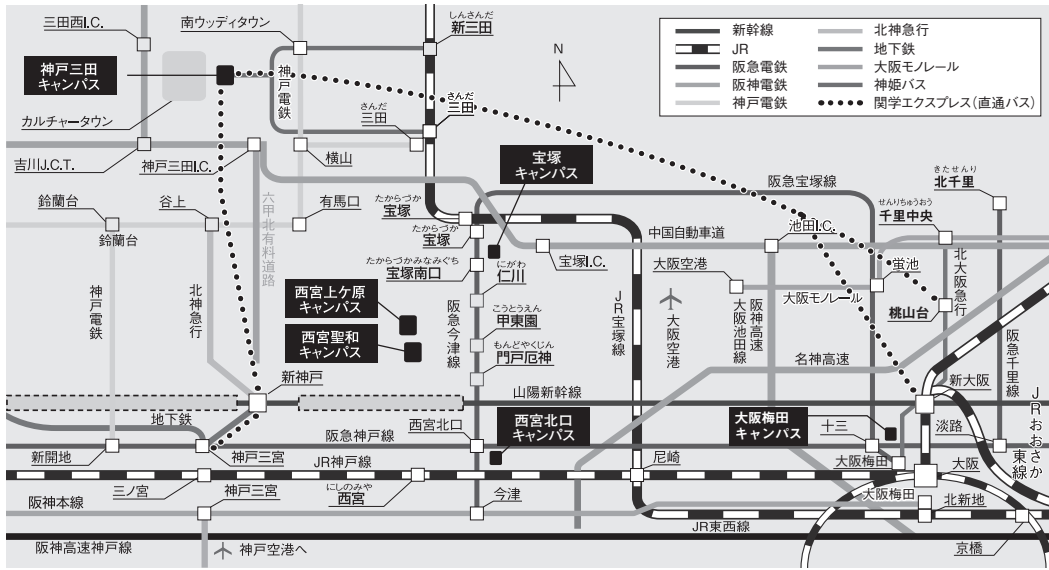 三田西I.C.
南ウッディタウン
しんさんだ
新三田
神戸三田
キャンパス
神戸電鉄
カルチャータウン
さんだ
三田
さんだ
三田
吉川J.C.T.
神戸三田I.C.
横山
N
新幹線
JR
阪急電鉄
阪神電鉄
神戸電鉄
北神急行
地下鉄
大阪モノレール
神姫バス
関学エクスプレス(直通バス)
宝塚
キャンパス
阪急宝塚線
きたせんり
北千里
せんりちゅうおう
千里中央
鈴蘭台
谷上
有馬口
六甲北有料道路
たからづか
宝塚
たからづか
宝塚
たからづかみなみぐち
宝塚南口
にがわ
仁川
宝塚I.C.
中国自動車道
池田I.C.
大阪空港
蛍池
大阪モノレール
北大阪急行
桃山台
鈴蘭台
神戸電鉄
北神急行
西宮上ケ原
キャンパス
西宮聖和
キャンパス
阪急今津線
こうとうえん
甲東園
もんどやくじん
門戸厄神
JR宝塚線
大阪空港
大阪池田線
阪神高速
名神高速
阪急千里線
新神戸
山陽新幹線
新大阪
JRおおさか東線
地下鉄
阪急神戸線
西宮北口
西宮北口
キャンパス
大阪梅田
キャンパス
十三
淡路
新開地
神戸三宮
JR神戸線
尼崎
大阪梅田
大阪
三ノ宮
神戸三宮
にしのみや
西宮
今津
大阪梅田
北新地
阪神本線
JR東西線
京橋
阪神高速神戸線
神戸空港へ